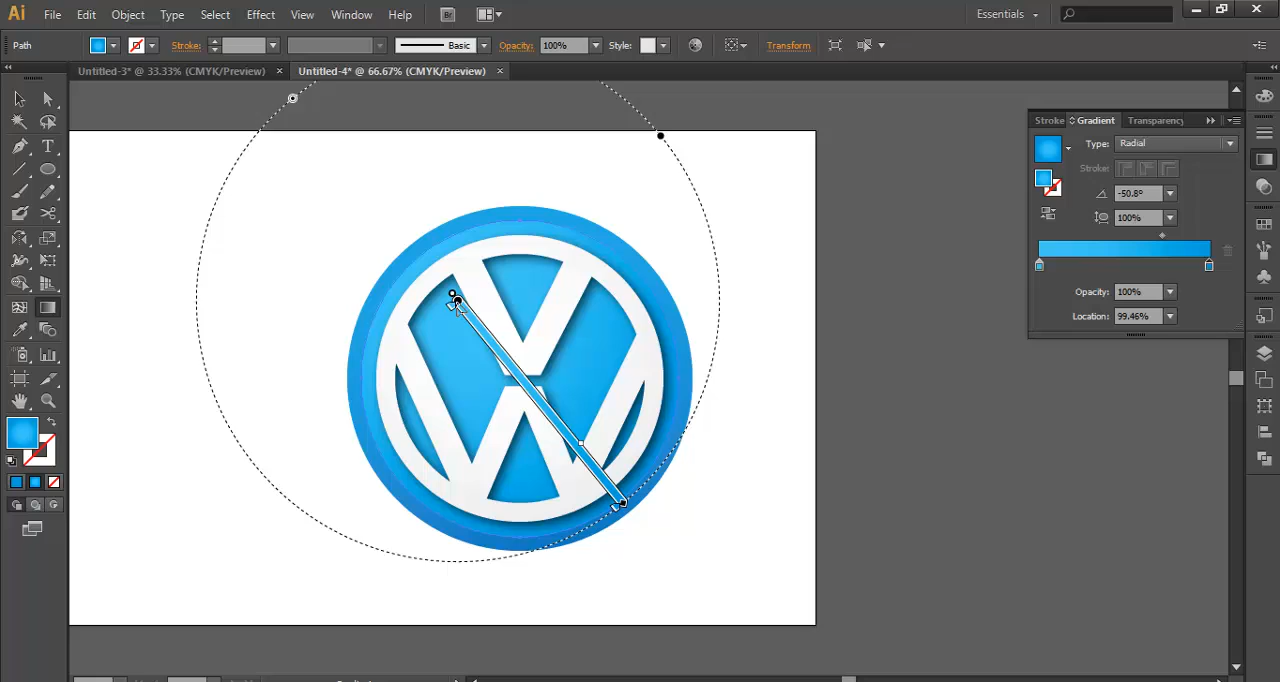 Ai File Edit Object Type Select Effect View Window Help Br Essentials
Path Stroke: Basic Opacity: 100% Style: Transform
Untitled-3* @ 33.33% (CMYK/Preview) × Untitled-4* @ 66.67% (CMYK/Preview) ×
Stroke Gradient Transparency
Type: Radial
Stroke:
-50.8°
100%
Opacity: 100%
Location: 99.46%